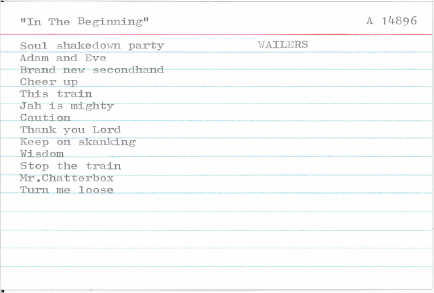 "In The Beginning" A 14896
Soul shakedown party WAILERS
Adam and Eve
Brand new secondhand
Cheer up
This train
Jah is mighty
Caution
Thank you Lord
Keep on skanking
Wisdom
Stop the train
Mr.Chatterbox
Turn me loose